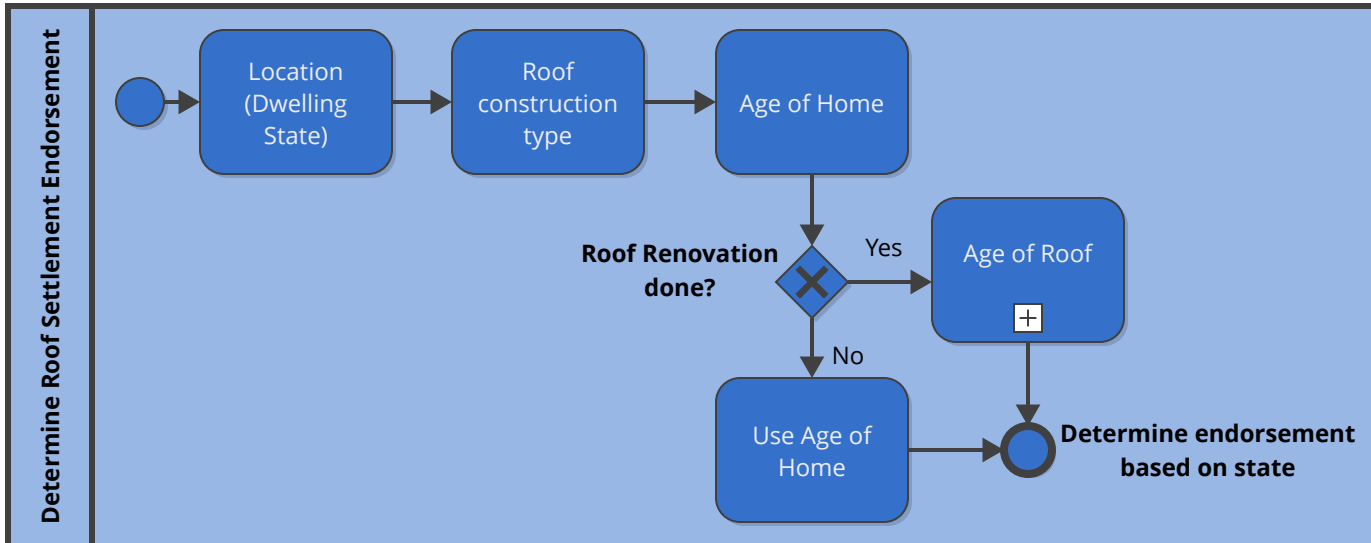 Determine Roof Settlement Endorsement
Location
(Dwelling
State)
Roof
construction
type
Age of Home
Roof Renovation
done?
Yes
Age of Roof
No
Use Age of
Home
Determine endorsement
based on state